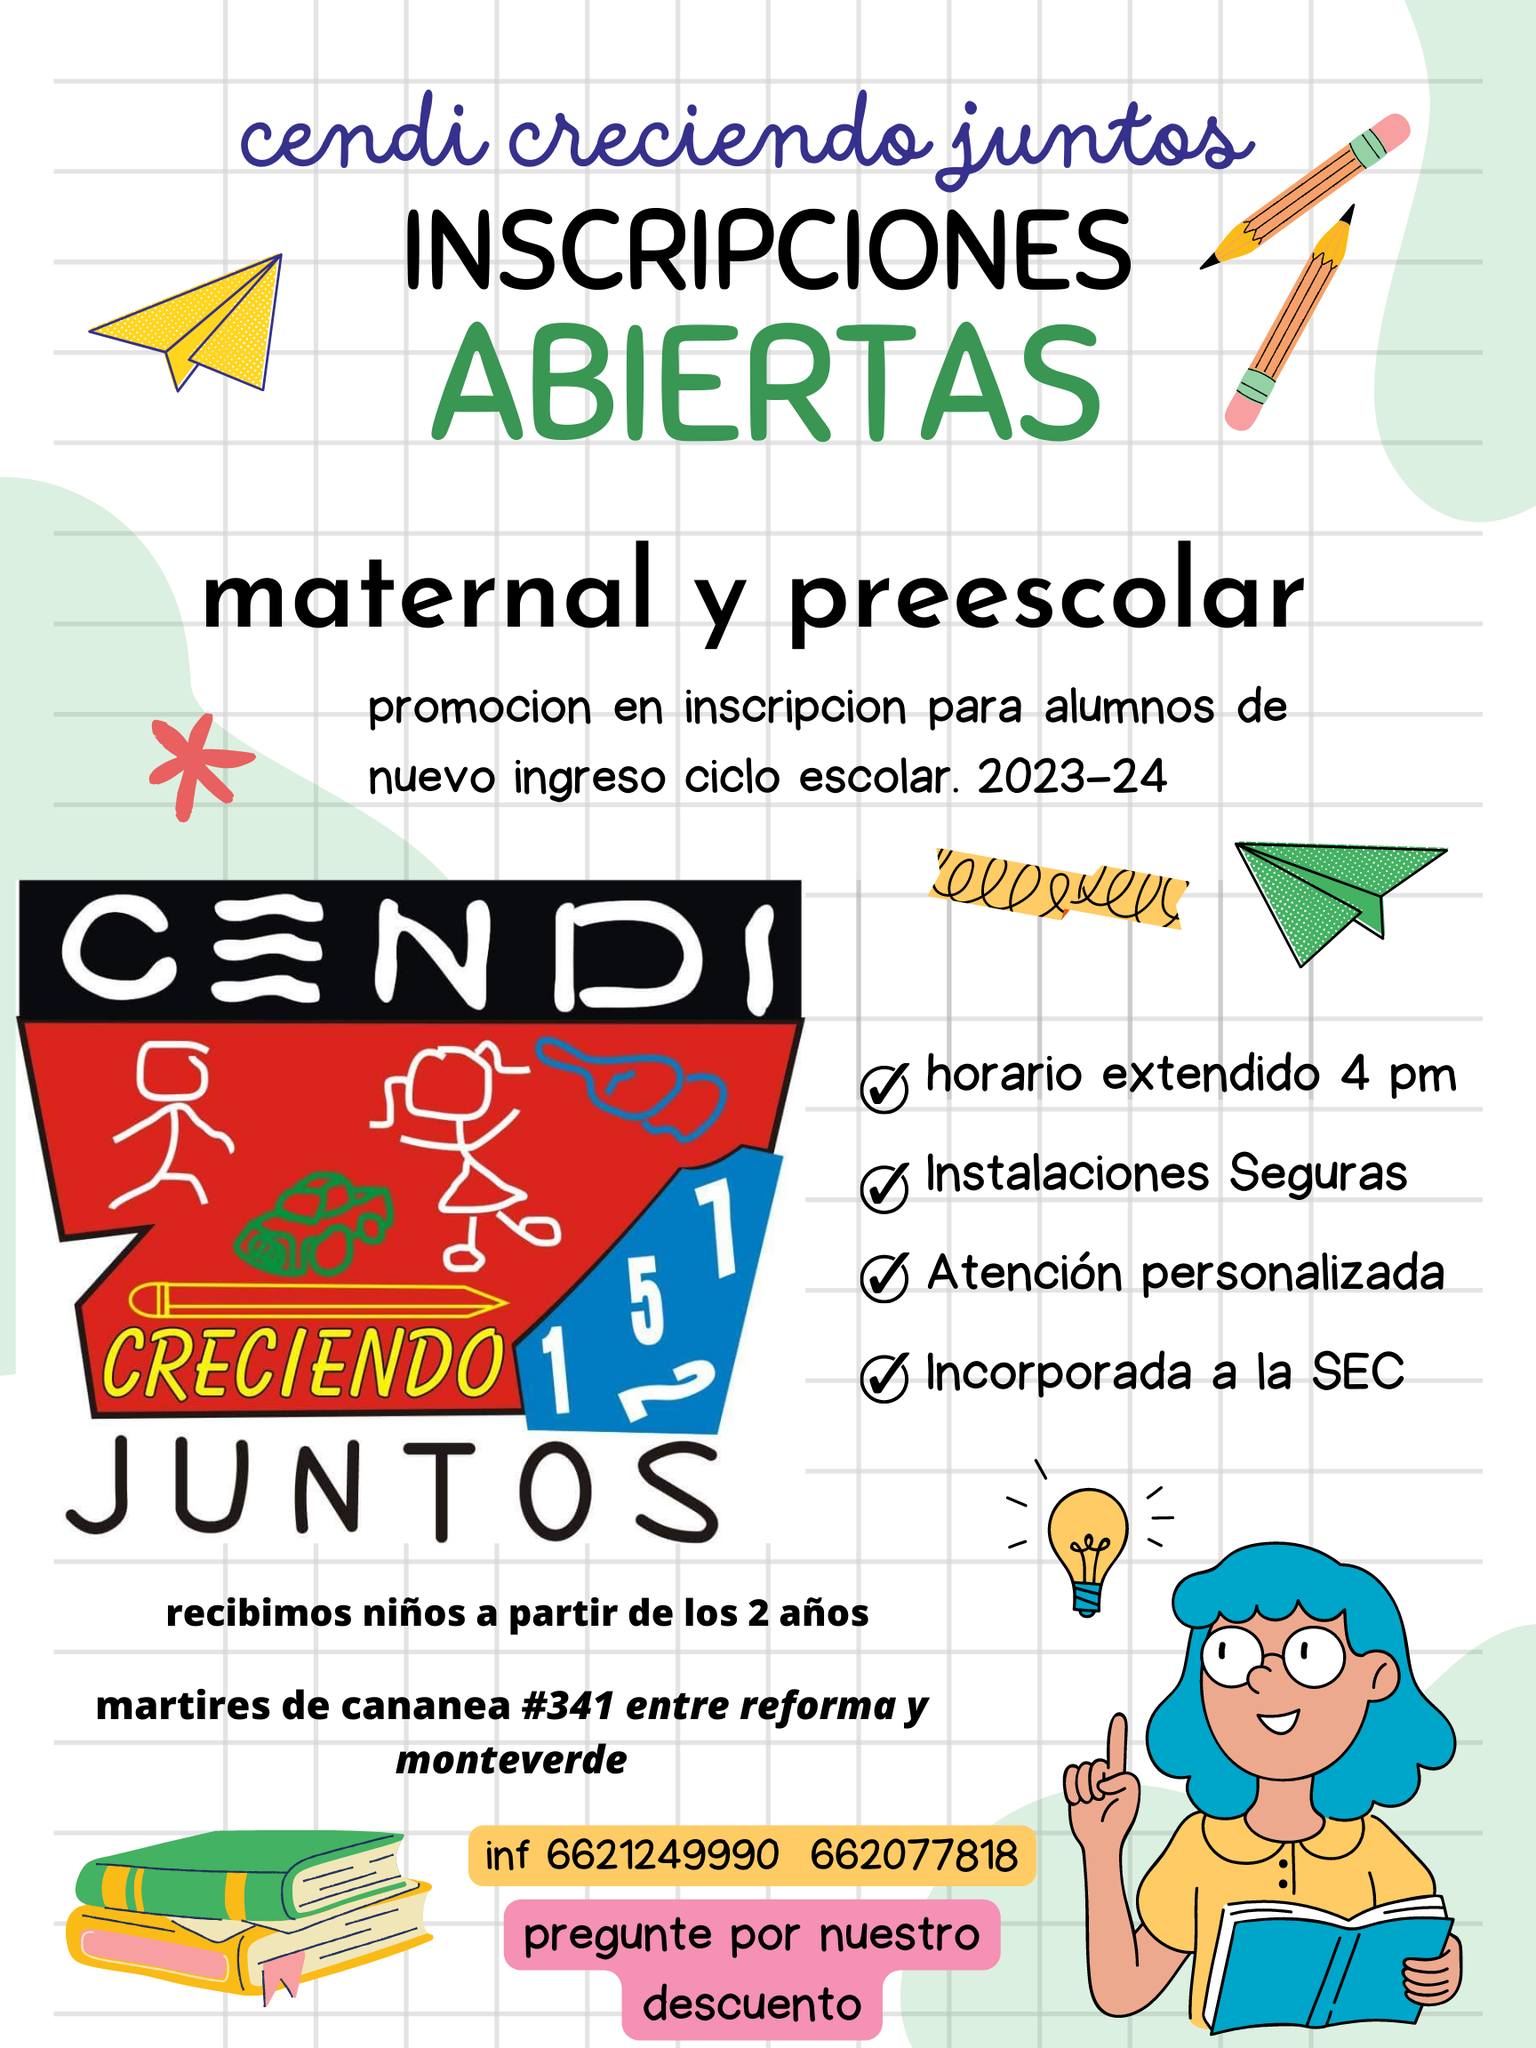 cendi creciendo juntos
INSCRIPCIONES
ABIERTAS
maternal y preescolar
promocion en inscripcion para alumnos de
nuevo ingreso ciclo escolar. 2023-24
CENDI
CRECIENDO
1 5 7 2
JUNTOS
horario extendido 4 pm
Instalaciones Seguras
Atención personalizada
Incorporada a la SEC
recibimos niños a partir de los 2 años
martires de cananea #341 entre reforma y
monteverde
inf 6621249990 662077818
pregunte por nuestro
descuento